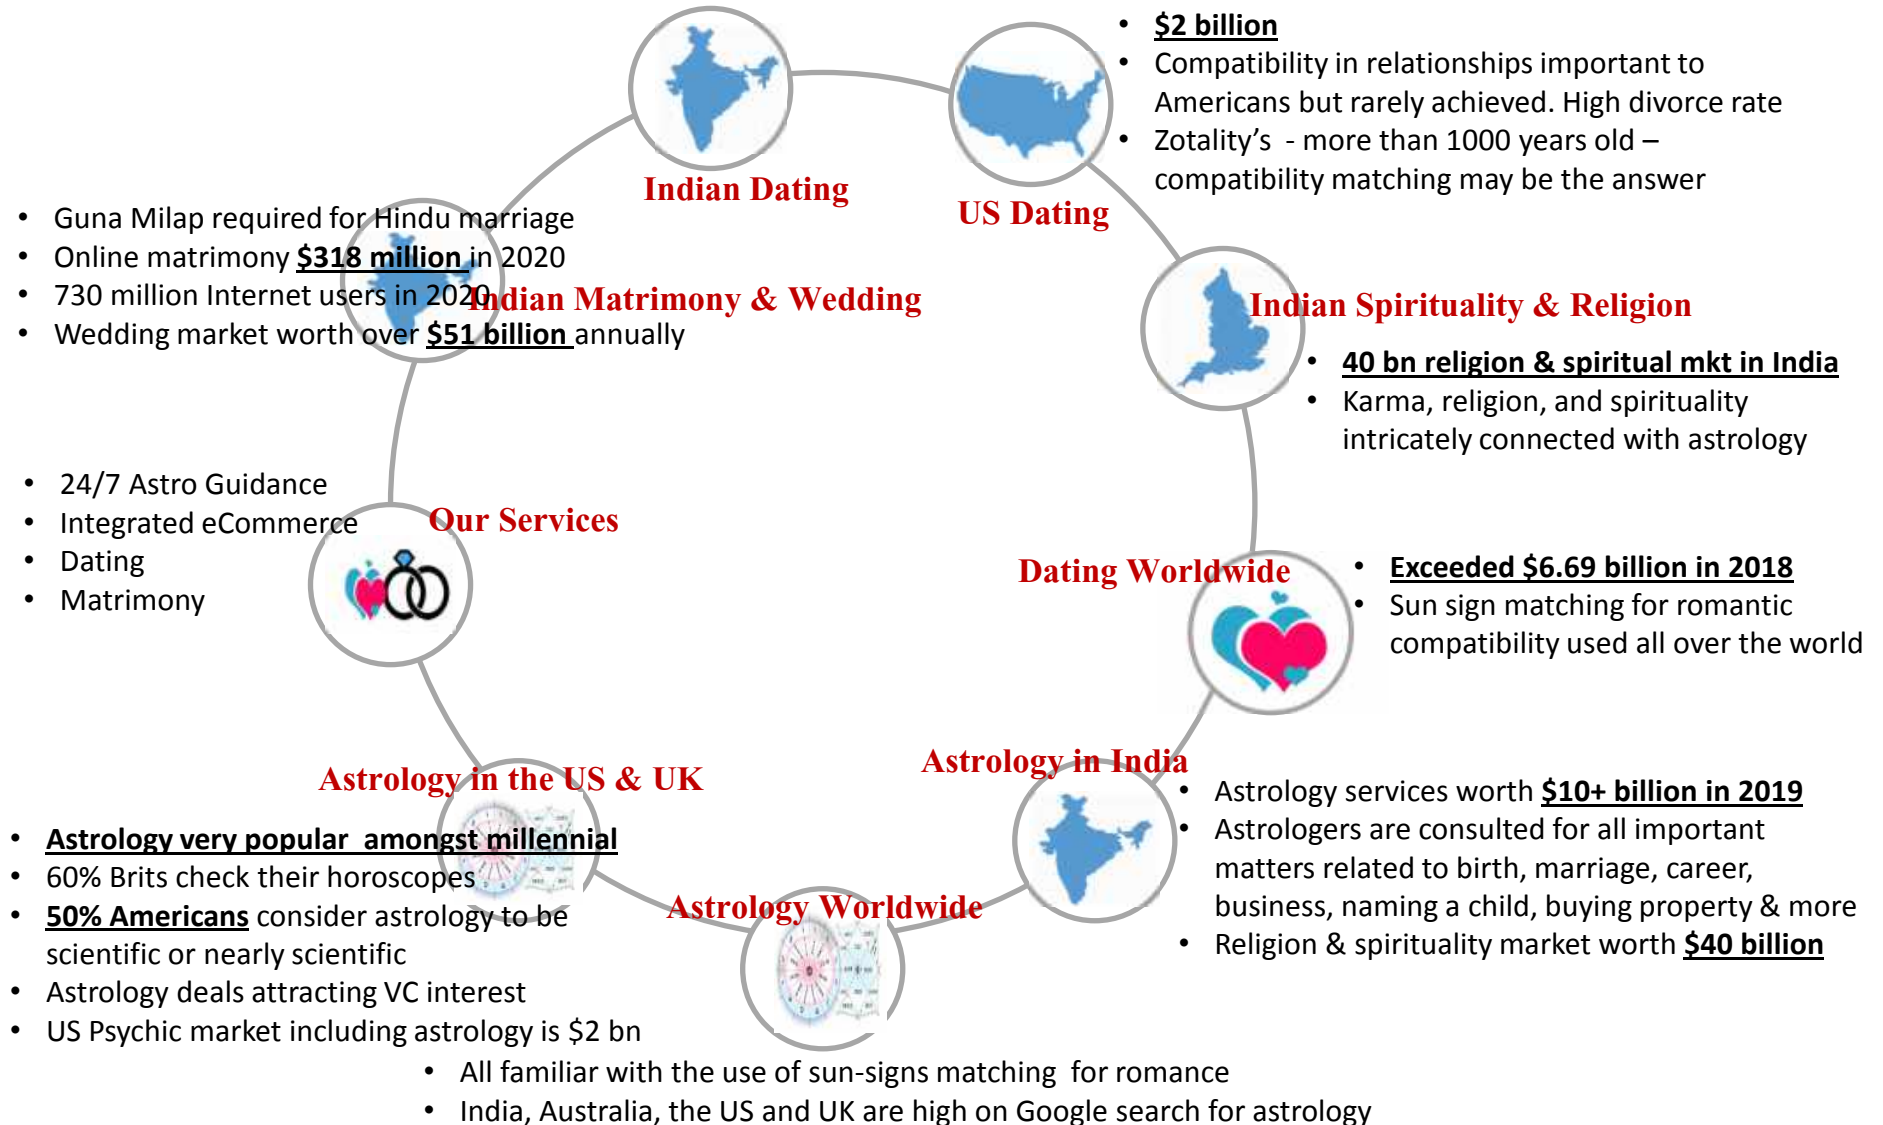 Indian Dating
US Dating
• $2 billion
• Compatibility in relationships important to
Americans but rarely achieved. High divorce rate
• Zotality’s - more than 1000 years old –
compatibility matching may be the answer
• Guna Milap required for Hindu marriage
• Online matrimony $318 million in 2020
• 730 million Internet users in 2020
• Wedding market worth over $51 billion annually
Indian Matrimony & Wedding
Indian Spirituality & Religion
• 40 bn religion & spiritual mkt in India
• Karma, religion, and spirituality
intricately connected with astrology
• 24/7 Astro Guidance
• Integrated eCommerce
• Dating
• Matrimony
Our Services
Dating Worldwide
• Exceeded $6.69 billion in 2018
• Sun sign matching for romantic
compatibility used all over the world
Astrology in the US & UK
• Astrology very popular amongst millennial
• 60% Brits check their horoscopes
• 50% Americans consider astrology to be
scientific or nearly scientific
• Astrology deals attracting VC interest
• US Psychic market including astrology is $2 bn
Astrology in India
• Astrology services worth $10+ billion in 2019
• Astrologers are consulted for all important
matters related to birth, marriage, career,
business, naming a child, buying property & more
• Religion & spirituality market worth $40 billion
Astrology Worldwide
• All familiar with the use of sun-signs matching for romance
• India, Australia, the US and UK are high on Google search for astrology